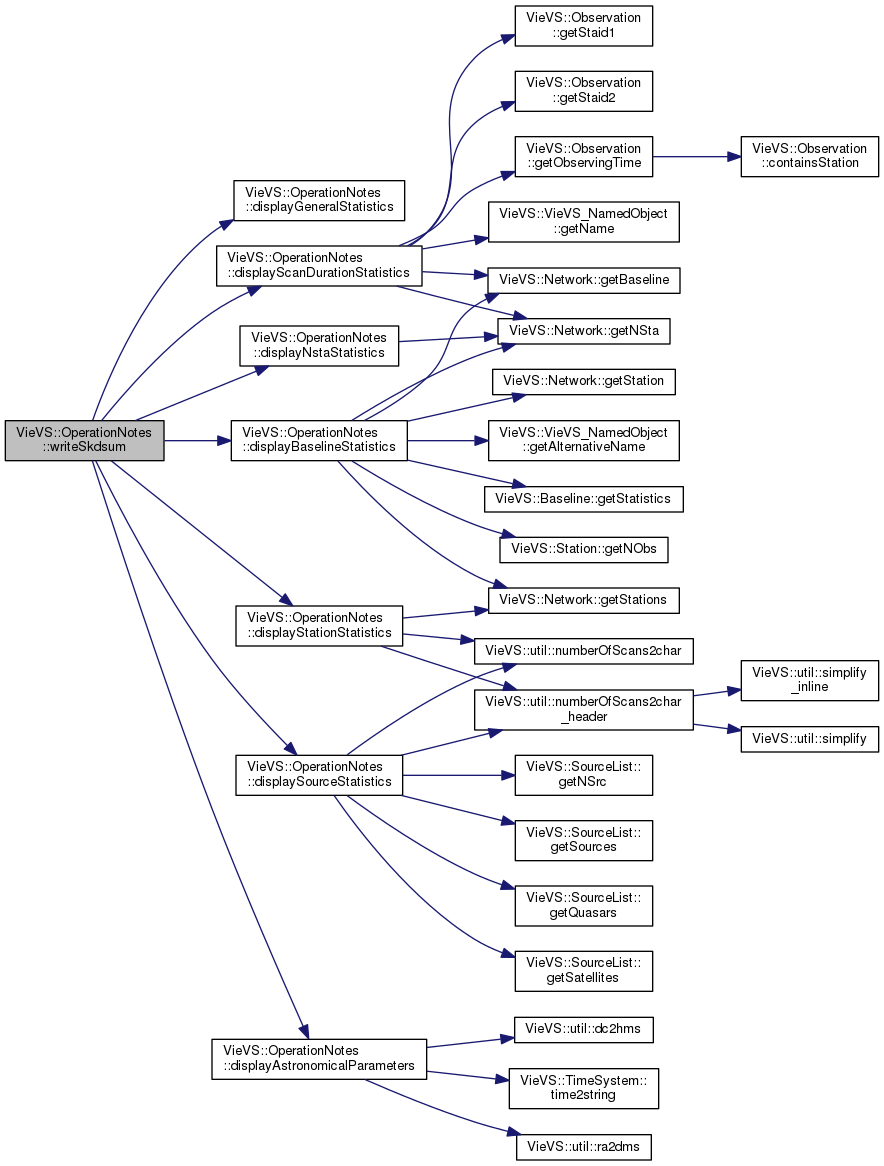 VieVS::Observation
::getStaid1
VieVS::Observation
::getStaid2
VieVS::Observation
::getObservingTime
VieVS::Observation
::containsStation
VieVS::OperationNotes
::displayGeneralStatistics
VieVS::VieVS_NamedObject
::getName
VieVS::OperationNotes
::displayScanDurationStatistics
VieVS::Network::getBaseline
VieVS::Network::getNSta
VieVS::OperationNotes
::displayNstaStatistics
VieVS::Network::getStation
VieVS::OperationNotes
::writeSkdsum
VieVS::OperationNotes
::displayBaselineStatistics
VieVS::VieVS_NamedObject
::getAlternativeName
VieVS::Baseline::getStatistics
VieVS::Station::getNObs
VieVS::Network::getStations
VieVS::OperationNotes
::displayStationStatistics
VieVS::util::numberOfScans2char
VieVS::util::simplify
_inline
VieVS::util::numberOfScans2char
_header
VieVS::util::simplify
VieVS::OperationNotes
::displaySourceStatistics
VieVS::SourceList::
getNSrc
VieVS::SourceList::
getSources
VieVS::SourceList::
getQuasars
VieVS::SourceList::
getSatellites
VieVS::util::dc2hms
VieVS::OperationNotes
::displayAstronomicalParameters
VieVS::TimeSystem::
time2string
VieVS::util::ra2dms